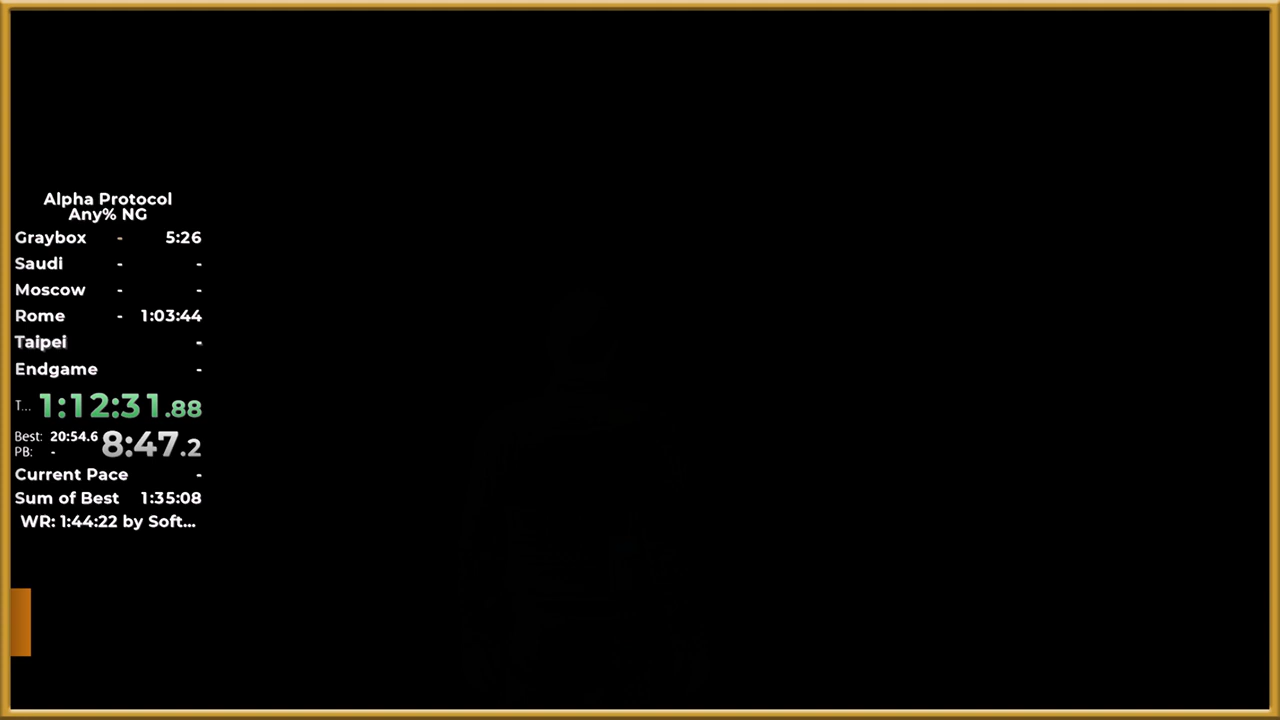 Alpha Protocol
Any% NG
Graybox - 5:26
Saudi - -
Moscow - -
Rome - 1:03:44
Taipei -
Endgame -
T... 1:12:31.88
Best: 20:54.6 8:47.2
PB: -
Current Pace -
Sum of Best 1:35:08
WR: 1:44:22 by Soft...